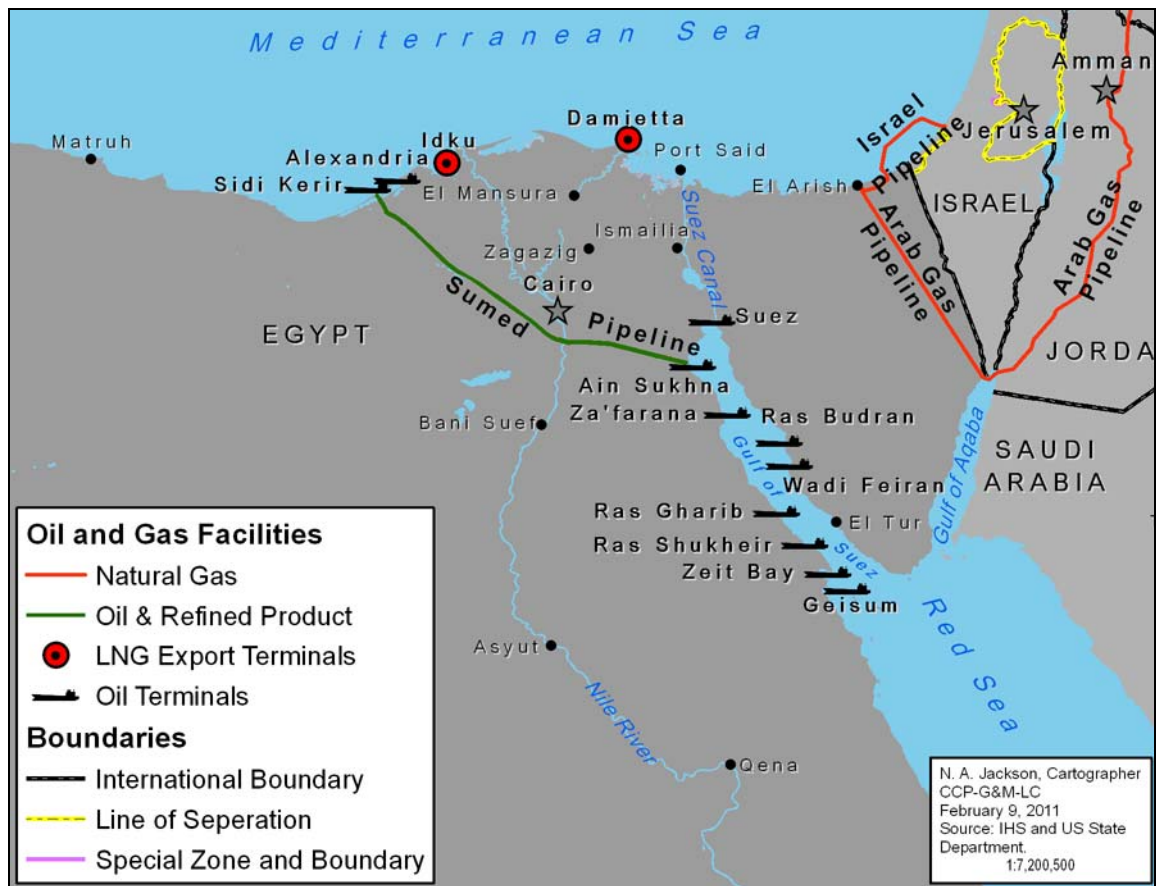 Mediterranean Sea
Amman
Jerusalem
Matruh
Idku
Damietta
Alexandria
Sidi Kerir
El Mansura
Port Said
El Arish
Israel
Pipeline
ISRAEL
Zagazig
Ismailia
Suez Canal
Arab Gas
Pipeline
Arab Gas
Pipeline
Cairo
EGYPT
Sumed Pipeline
Suez
JORDA
Ain Sukhna
Za'farana
Ras Budran
Bani Suef
Gulf of
Suez
Gulf of Aqaba
SAUDI
ARABIA
Wadi Feiran
Ras Gharib
El Tur
Ras Shukheir
Zeit Bay
Geisum
Red Sea
Asyut
Nile River
Qena
Oil and Gas Facilities
Natural Gas
Oil & Refined Product
LNG Export Terminals
Oil Terminals
Boundaries
International Boundary
Line of Seperation
Special Zone and Boundary
N. A. Jackson, Cartographer
CCP-G&M-LC
February 9, 2011
Source: IHS and US State
Department.
1:7,200,500